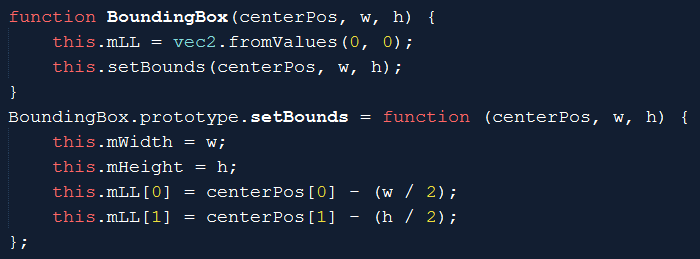 function BoundingBox(centerPos, w, h) {
    this.mLL = vec2.fromValues(0, 0);
    this.setBounds(centerPos, w, h);
}
BoundingBox.prototype.setBounds = function (centerPos, w, h) {
    this.mWidth = w;
    this.mHeight = h;
    this.mLL[0] = centerPos[0] - (w / 2);
    this.mLL[1] = centerPos[1] - (h / 2);
};